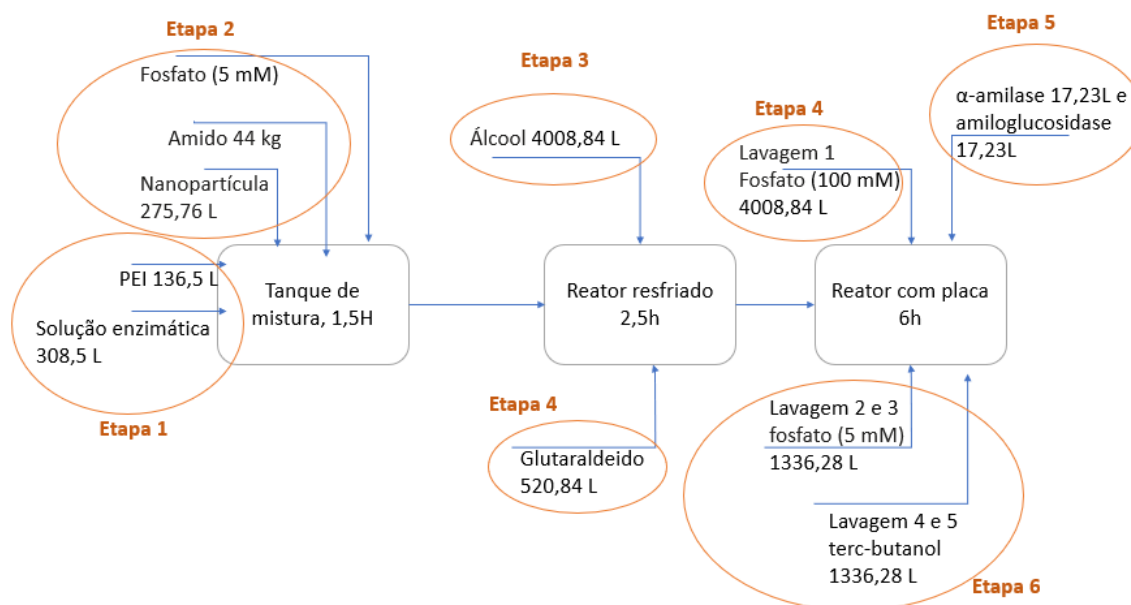 Etapa 2
Fosfato (5 mM)
Amido 44 kg
Nanopartícula
275,76 L
PEI 136,5 L
Solução enzimática
308,5 L
Etapa 1
Tanque de
mistura, 1,5H
Etapa 3
Álcool 4008,84 L
Reator resfriado
2,5h
Etapa 4
Glutaraldeido
520,84 L
Etapa 4
Lavagem 1
Fosfato (100 mM)
4008,84 L
Etapa 5
α-amilase 17,23L e
amiloglucosidase
17,23L
Reator com placa
6h
Lavagem 2 e 3
fosfato (5 mM)
1336,28 L
Lavagem 4 e 5
terc-butanol
1336,28 L
Etapa 6